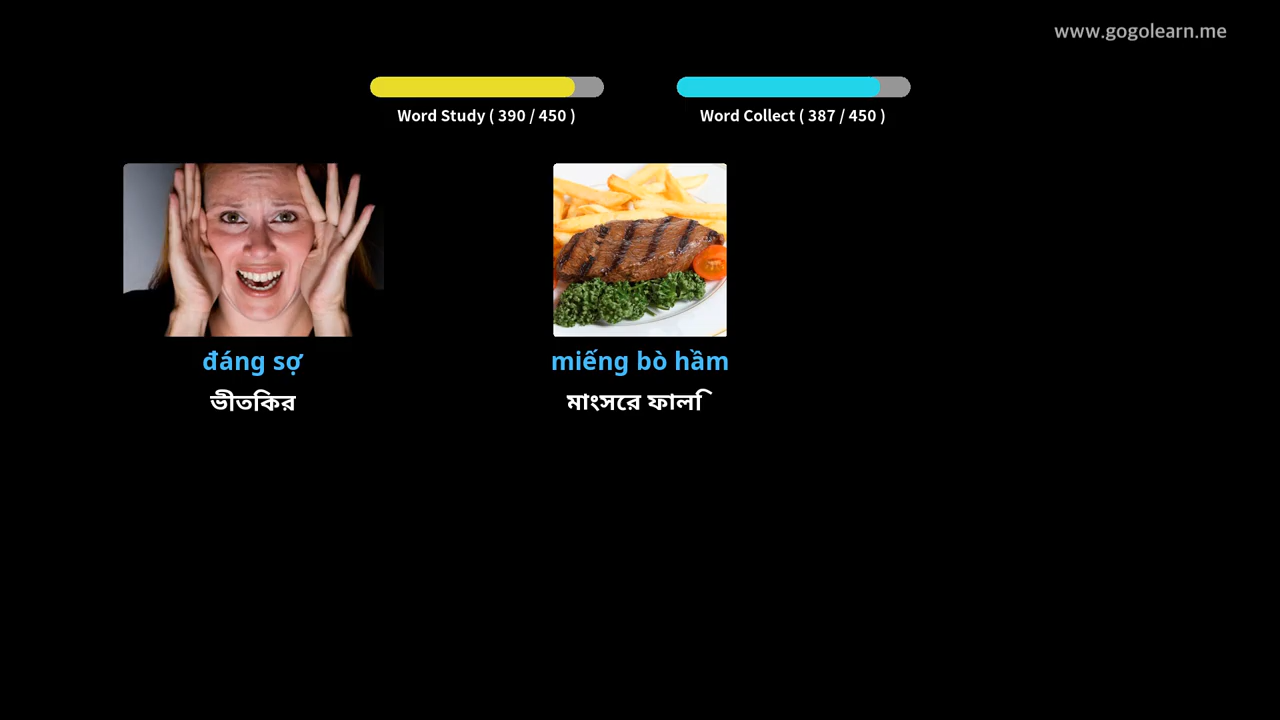 www.gogolearn.me
Word Study ( 390 / 450 )
Word Collect ( 387 / 450 )
đáng sợ
miếng bò hầm
ভীতকির
মাংসরে ফালি